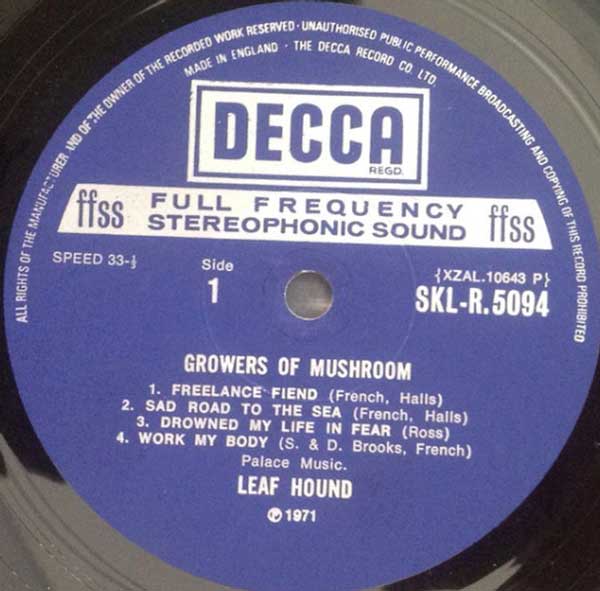 ALL RIGHTS OF THE MANUFACTURER AND OF THE OWNER OF THE RECORDED WORK RESERVED · UNAUTHORISED PUBLIC PERFORMANCE BROADCASTING AND COPYING OF THIS RECORD PROHIBITED
MADE IN ENGLAND · THE DECCA RECORD CO. LTD.
DECCA
REGD.
ffss FULL FREQUENCY ffss
STEREOPHONIC SOUND
SPEED 33-⅓
Side
1
{XZAL.10643 P}
SKL-R.5094
GROWERS OF MUSHROOM
1. FREELANCE FIEND (French, Halls)
2. SAD ROAD TO THE SEA (French, Halls)
3. DROWNED MY LIFE IN FEAR (Ross)
4. WORK MY BODY (S. & D. Brooks, French)
Palace Music.
LEAF HOUND
℗ 1971